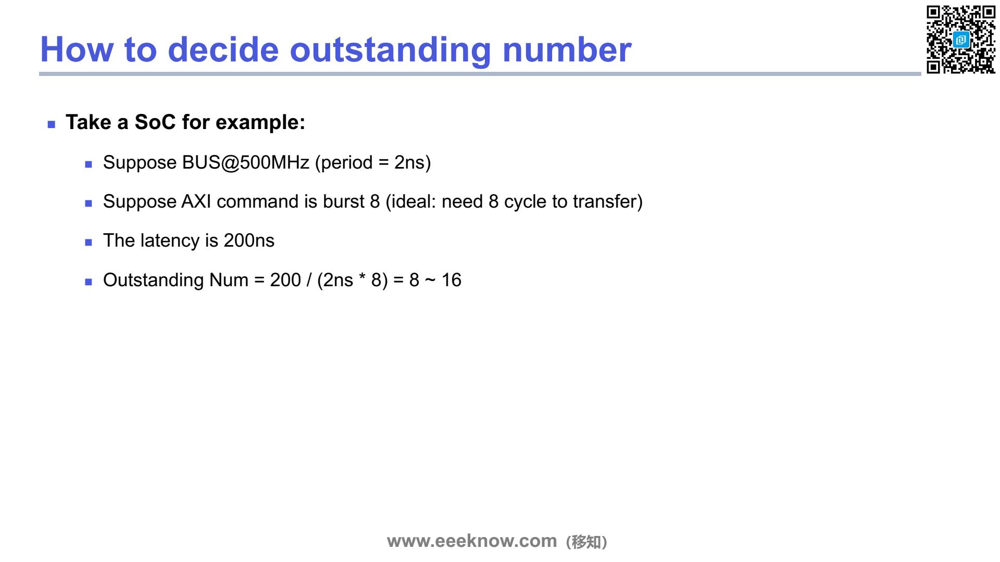 How to decide outstanding number
Take a SoC for example:
Suppose BUS@500MHz (period = 2ns)
Suppose AXI command is burst 8 (ideal: need 8 cycle to transfer)
The latency is 200ns
Outstanding Num = 200 / (2ns * 8) = 8 ~ 16
www.eeeknow.com (移知)